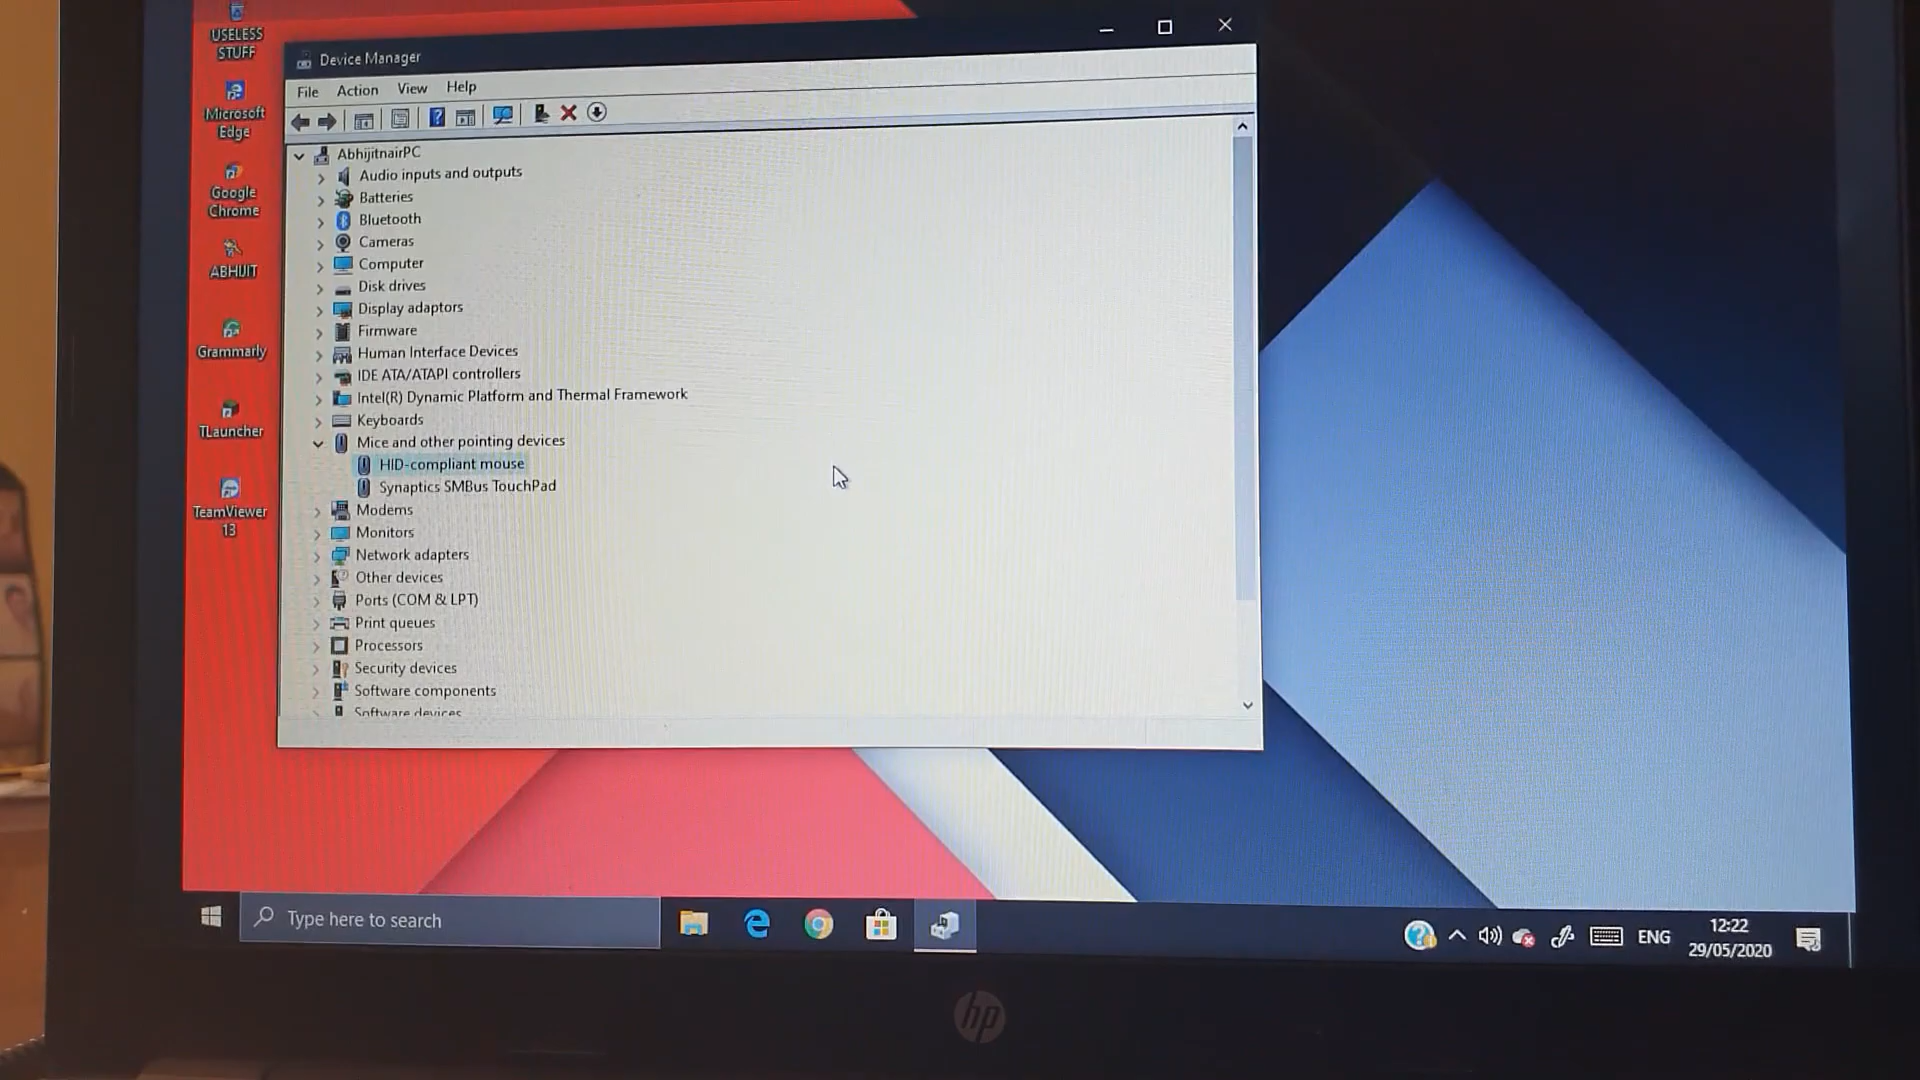 USELESS
STUFF
Microsoft
Edge
Google
Chrome
ABHIJIT
Grammarly
TLauncher
TeamViewer
13
Device Manager
File Action View Help
AbhijitnairPC
Audio inputs and outputs
Batteries
Bluetooth
Cameras
Computer
Disk drives
Display adaptors
Firmware
Human Interface Devices
IDE ATA/ATAPI controllers
Intel(R) Dynamic Platform and Thermal Framework
Keyboards
Mice and other pointing devices
HID-compliant mouse
Synaptics SMBus TouchPad
Modems
Monitors
Network adapters
Other devices
Ports (COM & LPT)
Print queues
Processors
Security devices
Software components
Software devices
Type here to search
ENG
12:22
29/05/2020
hp